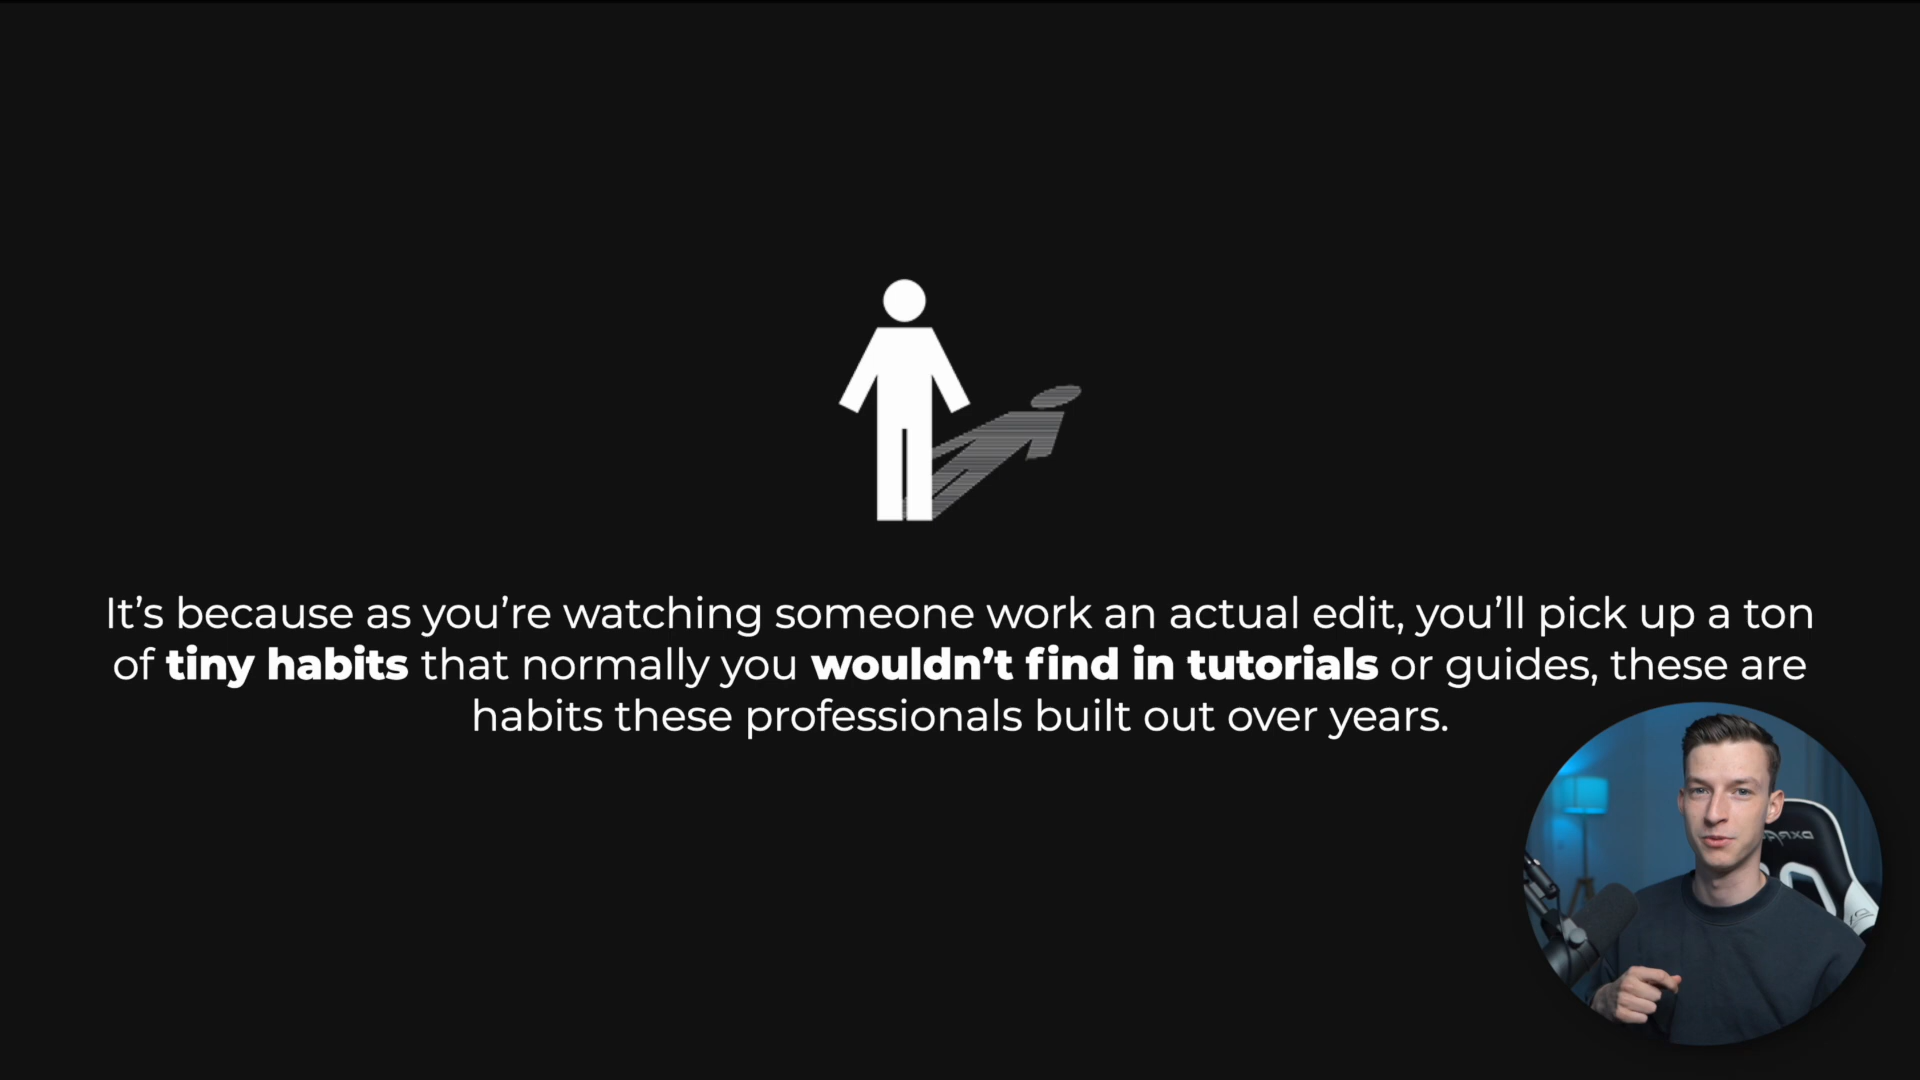 It’s because as you’re watching someone work an actual edit, you’ll pick up a ton
of tiny habits that normally you wouldn’t find in tutorials or guides, these are
habits these professionals built out over years.